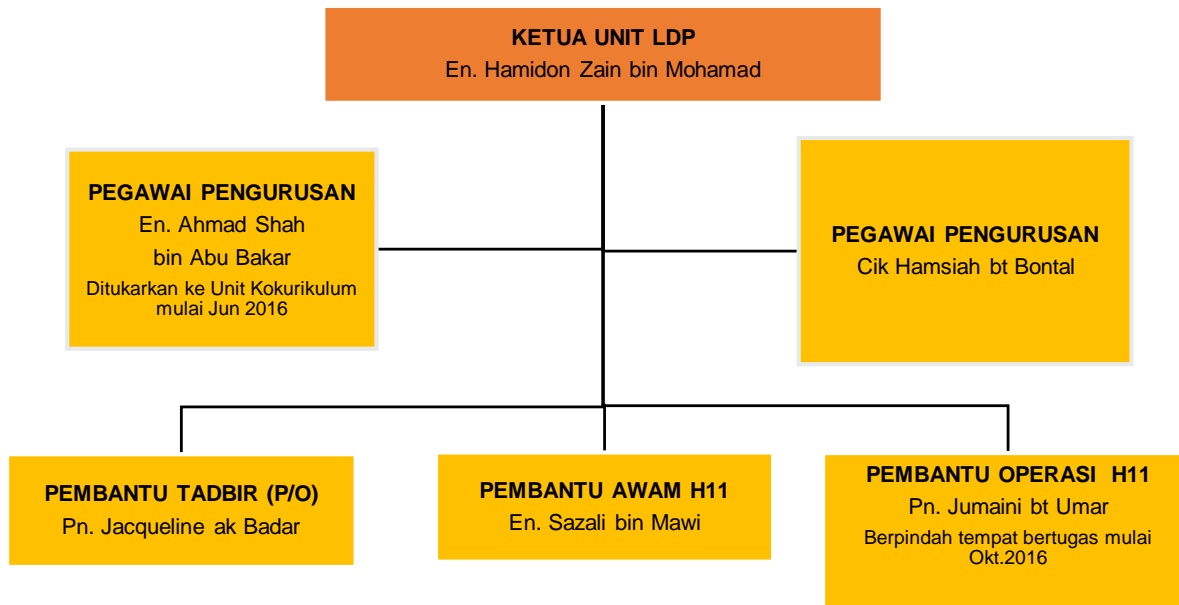 KETUA UNIT LDP
En. Hamidon Zain bin Mohamad
PEGAWAI PENGURUSAN
En. Ahmad Shah
bin Abu Bakar
Ditukarkan ke Unit Kokurikulum
mulai Jun 2016
PEGAWAI PENGURUSAN
Cik Hamsiah bt Bontal
PEMBANTU TADBIR (P/O)
Pn. Jacqueline ak Badar
PEMBANTU AWAM H11
En. Sazali bin Mawi
PEMBANTU OPERASI H11
Pn. Jumaini bt Umar
Berpindah tempat bertugas mulai
Okt.2016